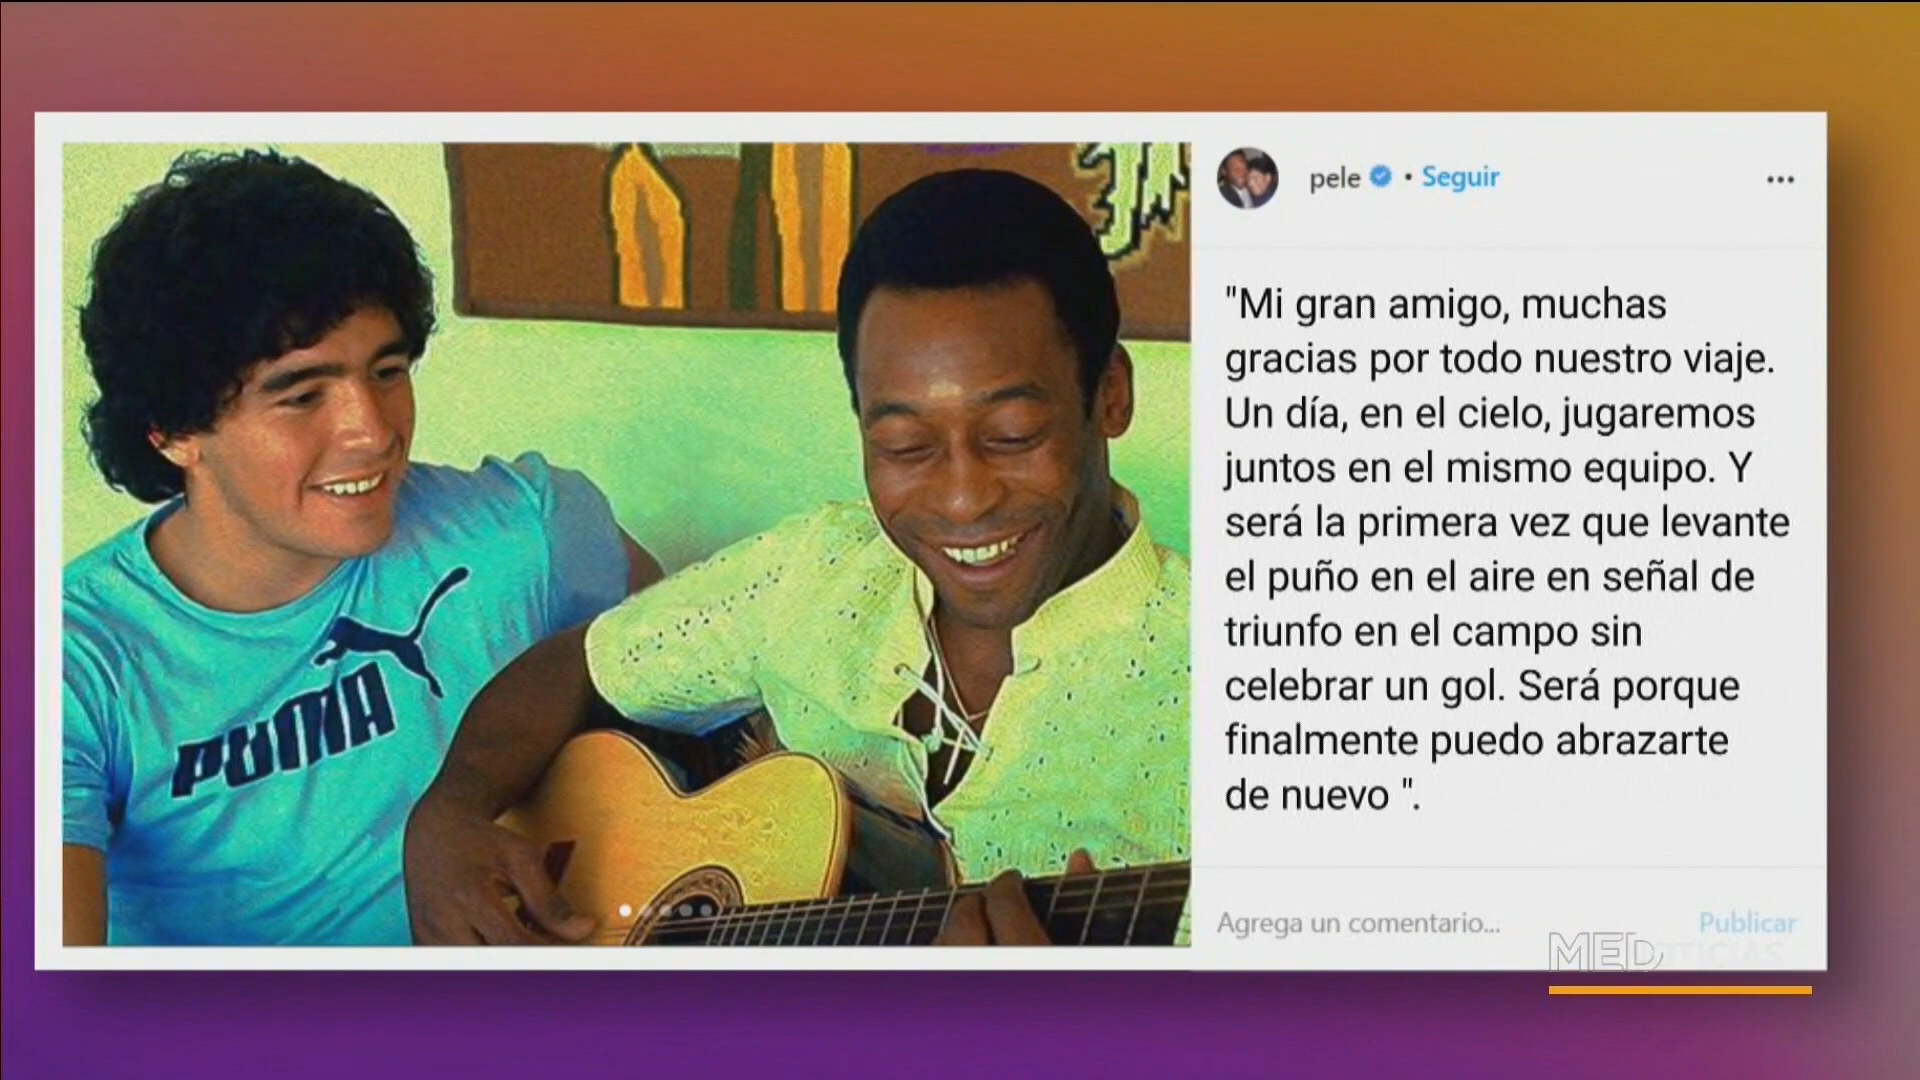 PUMA
pele • Seguir
"Mi gran amigo, muchas
gracias por todo nuestro viaje.
Un día, en el cielo, jugaremos
juntos en el mismo equipo. Y
será la primera vez que levante
el puño en el aire en señal de
triunfo en el campo sin
celebrar un gol. Será porque
finalmente puedo abrazarte
de nuevo ".
Agrega un comentario...
Publicar
MED